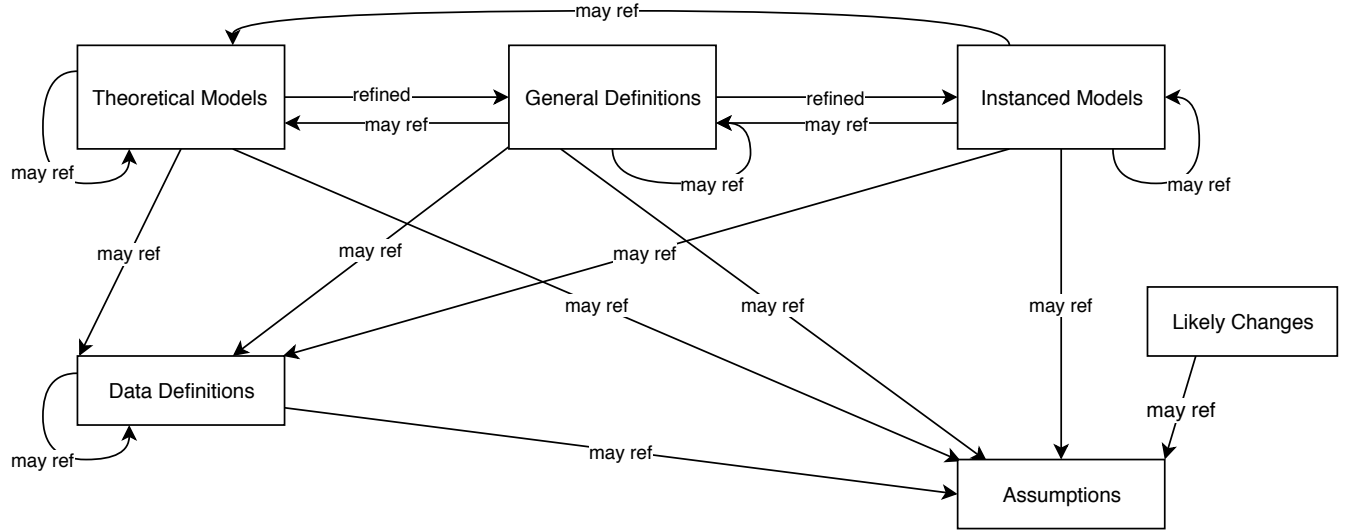 may ref
Theoretical Models
refined
General Definitions
refined
Instanced Models
may ref
may ref
may ref
may ref
may ref
may ref
may ref
may ref
may ref
may ref
may ref
Likely Changes
Data Definitions
may ref
may ref
may ref
Assumptions